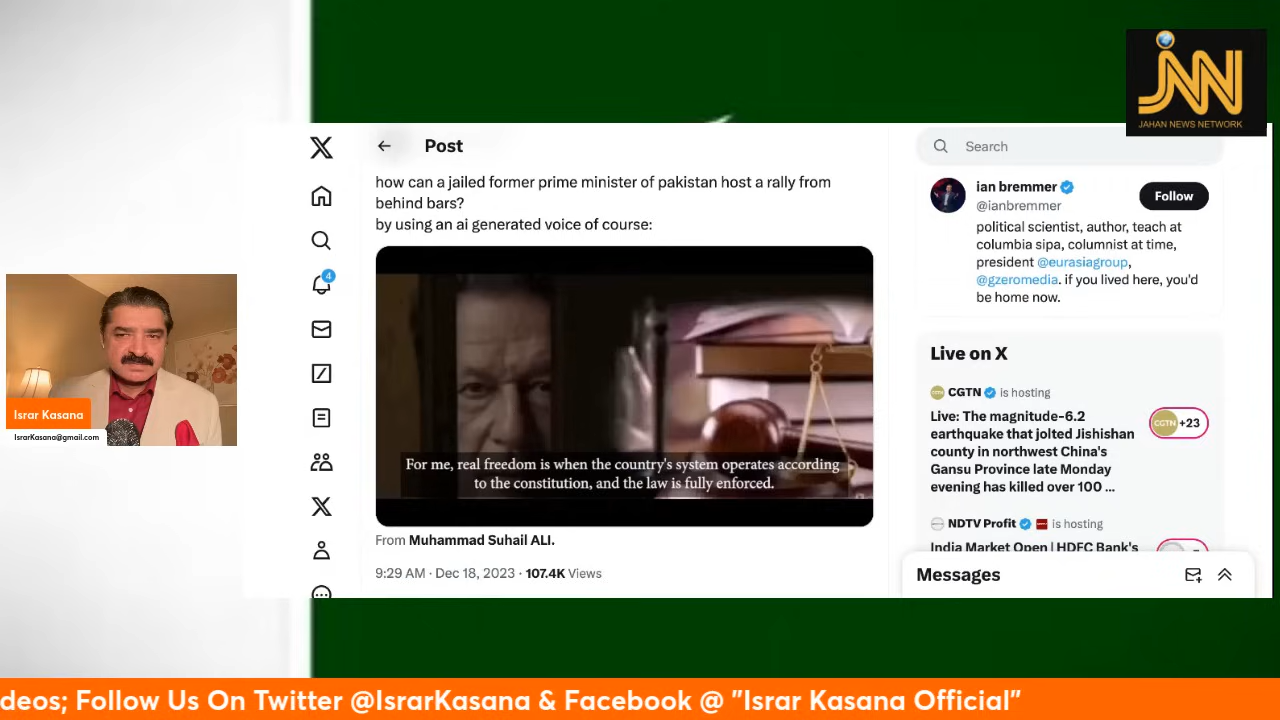 JNN
JAHAN NEWS NETWORK
Post
how can a jailed former prime minister of pakistan host a rally from
behind bars?
by using an ai generated voice of course:
For me, real freedom is when the country's system operates according
to the constitution, and the law is fully enforced.
From Muhammad Suhail ALI.
9:29 AM · Dec 18, 2023 · 107.4K Views
4
Search
ian bremmer
@ianbremmer
Follow
political scientist, author, teach at
columbia sipa, columnist at time,
president @eurasiagroup,
@gzeromedia. if you lived here, you'd
be home now.
Live on X
CGTN is hosting
Live: The magnitude-6.2
earthquake that jolted Jishishan
county in northwest China's
Gansu Province late Monday
evening has killed over 100 ...
CGTN +23
NDTV Profit is hosting
India Market Open | HDFC Bank's
Messages
Israr Kasana
IsrarKasana@gmail.com
deos; Follow Us On Twitter @IsrarKasana & Facebook @ "Israr Kasana Official"